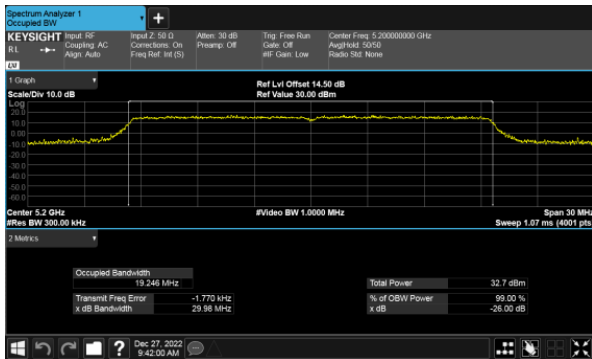 Spectrum Analyzer 1
Occupied BW
+
KEYSIGHT Input: RF Input Z: 50 Ω Atten: 30 dB Trig: Free Run Center Freq: 5.200000000 GHz
RL Coupling: AC Corrections: On Preamp: Off Gate: Off Avg|Hold: 50/50
Align: Auto Freq Ref: Int (S) #IF Gain: Low Radio Std: None
LXI
1 Graph
Ref Lvl Offset 14.50 dB
Scale/Div 10.0 dB Ref Value 30.00 dBm
Log
20.0
10.0
0.00
-10.0
-20.0
-30.0
-40.0
-50.0
-60.0
Center 5.2 GHz #Video BW 1.0000 MHz Span 30 MHz
#Res BW 300.00 kHz Sweep 1.07 ms (4001 pts
2 Metrics
Occupied Bandwidth
19.246 MHz Total Power 32.7 dBm
Transmit Freq Error -1.770 kHz % of OBW Power 99.00 %
x dB Bandwidth 29.98 MHz x dB -26.00 dB
? Dec 27, 2022
9:42:00 AM